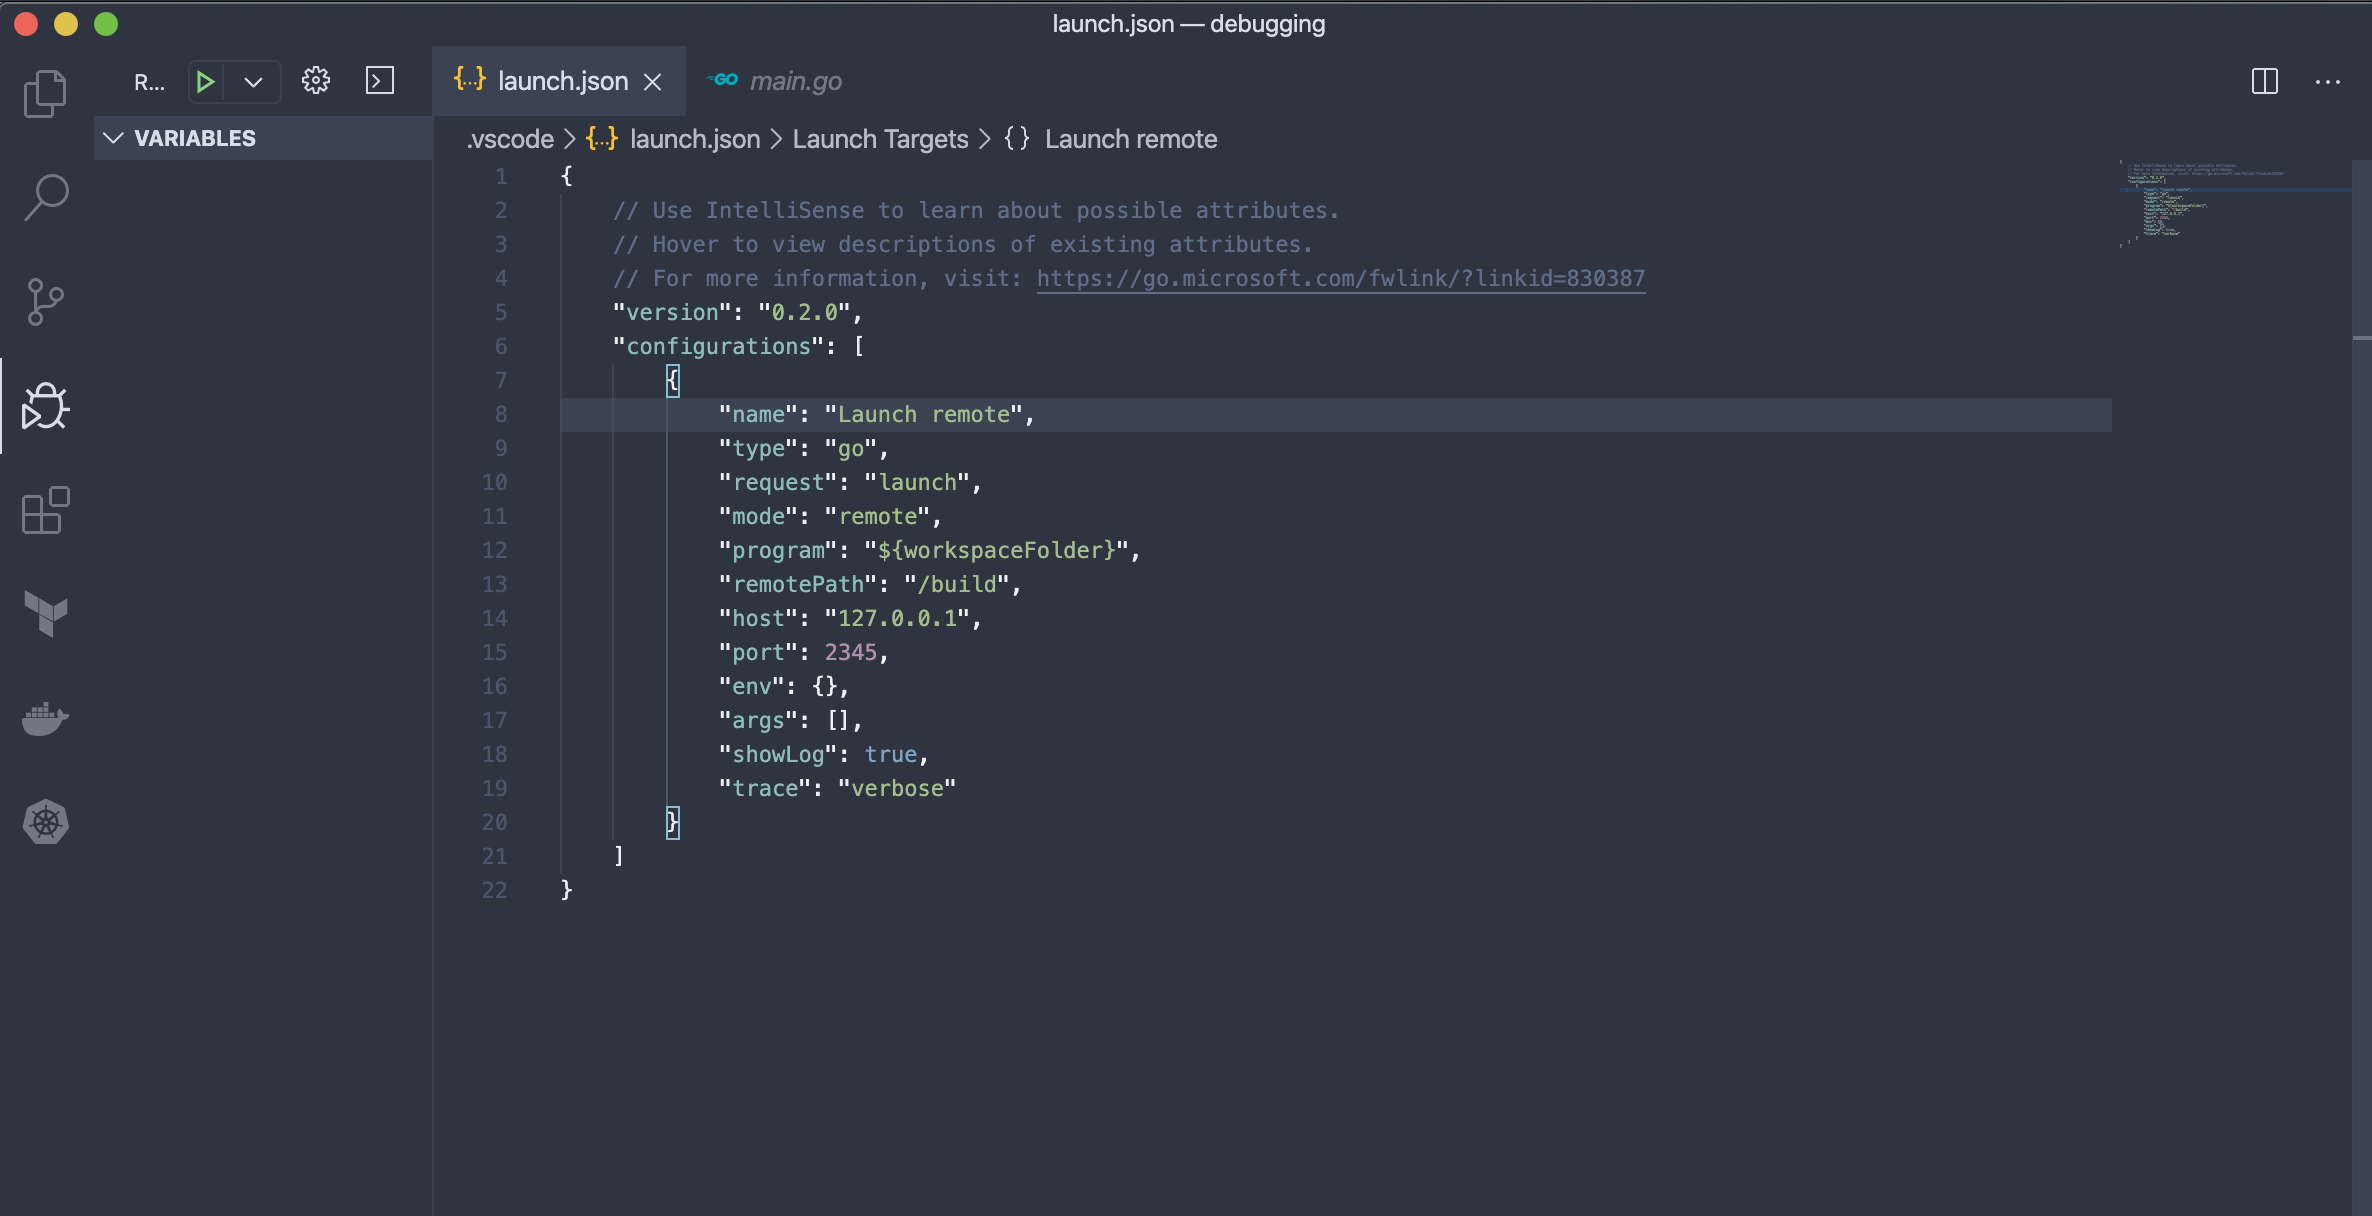 launch.json — debugging
R...
{...} launch.json
GO main.go
VARIABLES
.vscode > {...} launch.json > Launch Targets > {} Launch remote
1 {
2 // Use IntelliSense to learn about possible attributes.
3 // Hover to view descriptions of existing attributes.
4 // For more information, visit: https://go.microsoft.com/fwlink/?linkid=830387
5 "version": "0.2.0",
6 "configurations": [
7 {
8 "name": "Launch remote",
9 "type": "go",
10 "request": "launch",
11 "mode": "remote",
12 "program": "${workspaceFolder}",
13 "remotePath": "/build",
14 "host": "127.0.0.1",
15 "port": 2345,
16 "env": {},
17 "args": [],
18 "showLog": true,
19 "trace": "verbose"
20 }
21 ]
22 }